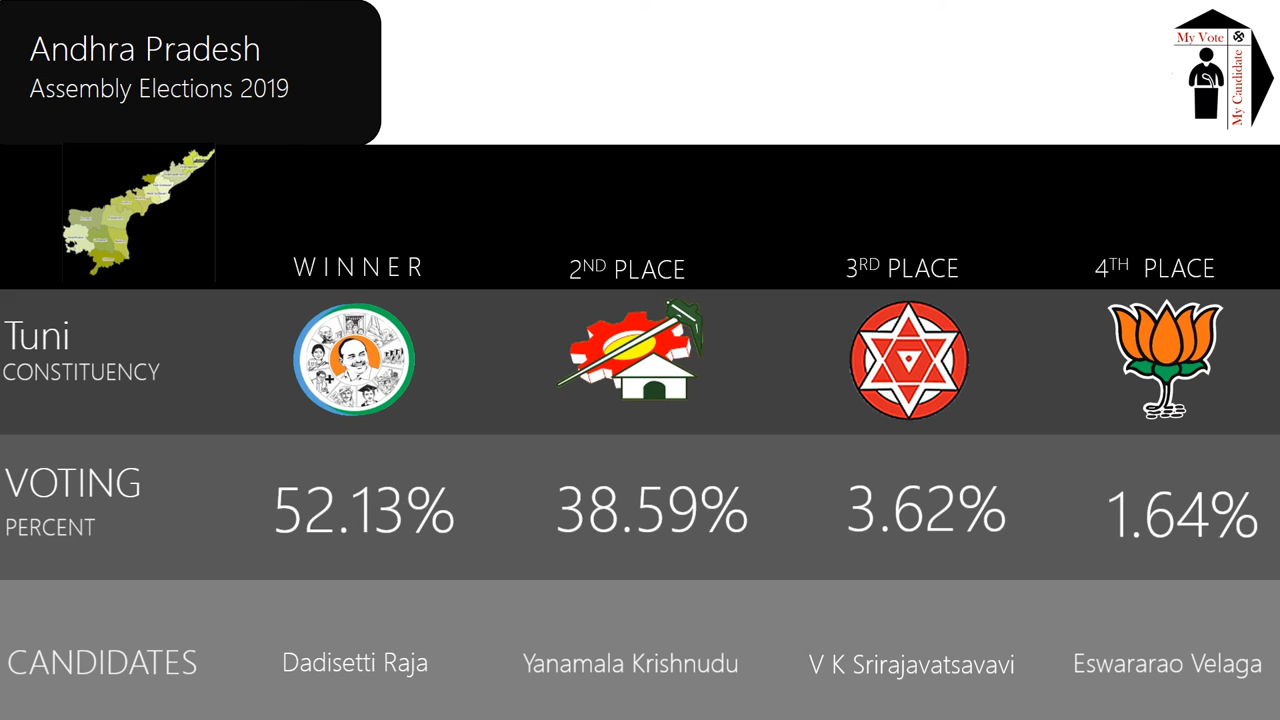 Andhra Pradesh
Assembly Elections 2019
My Vote
My Candidate
WINNER
2ND PLACE
3RD PLACE
4TH PLACE
Tuni
CONSTITUENCY
VOTING
PERCENT
52.13%
38.59%
3.62%
1.64%
CANDIDATES
Dadisetti Raja
Yanamala Krishnudu
V K Srirajavatsavavi
Eswararao Velaga